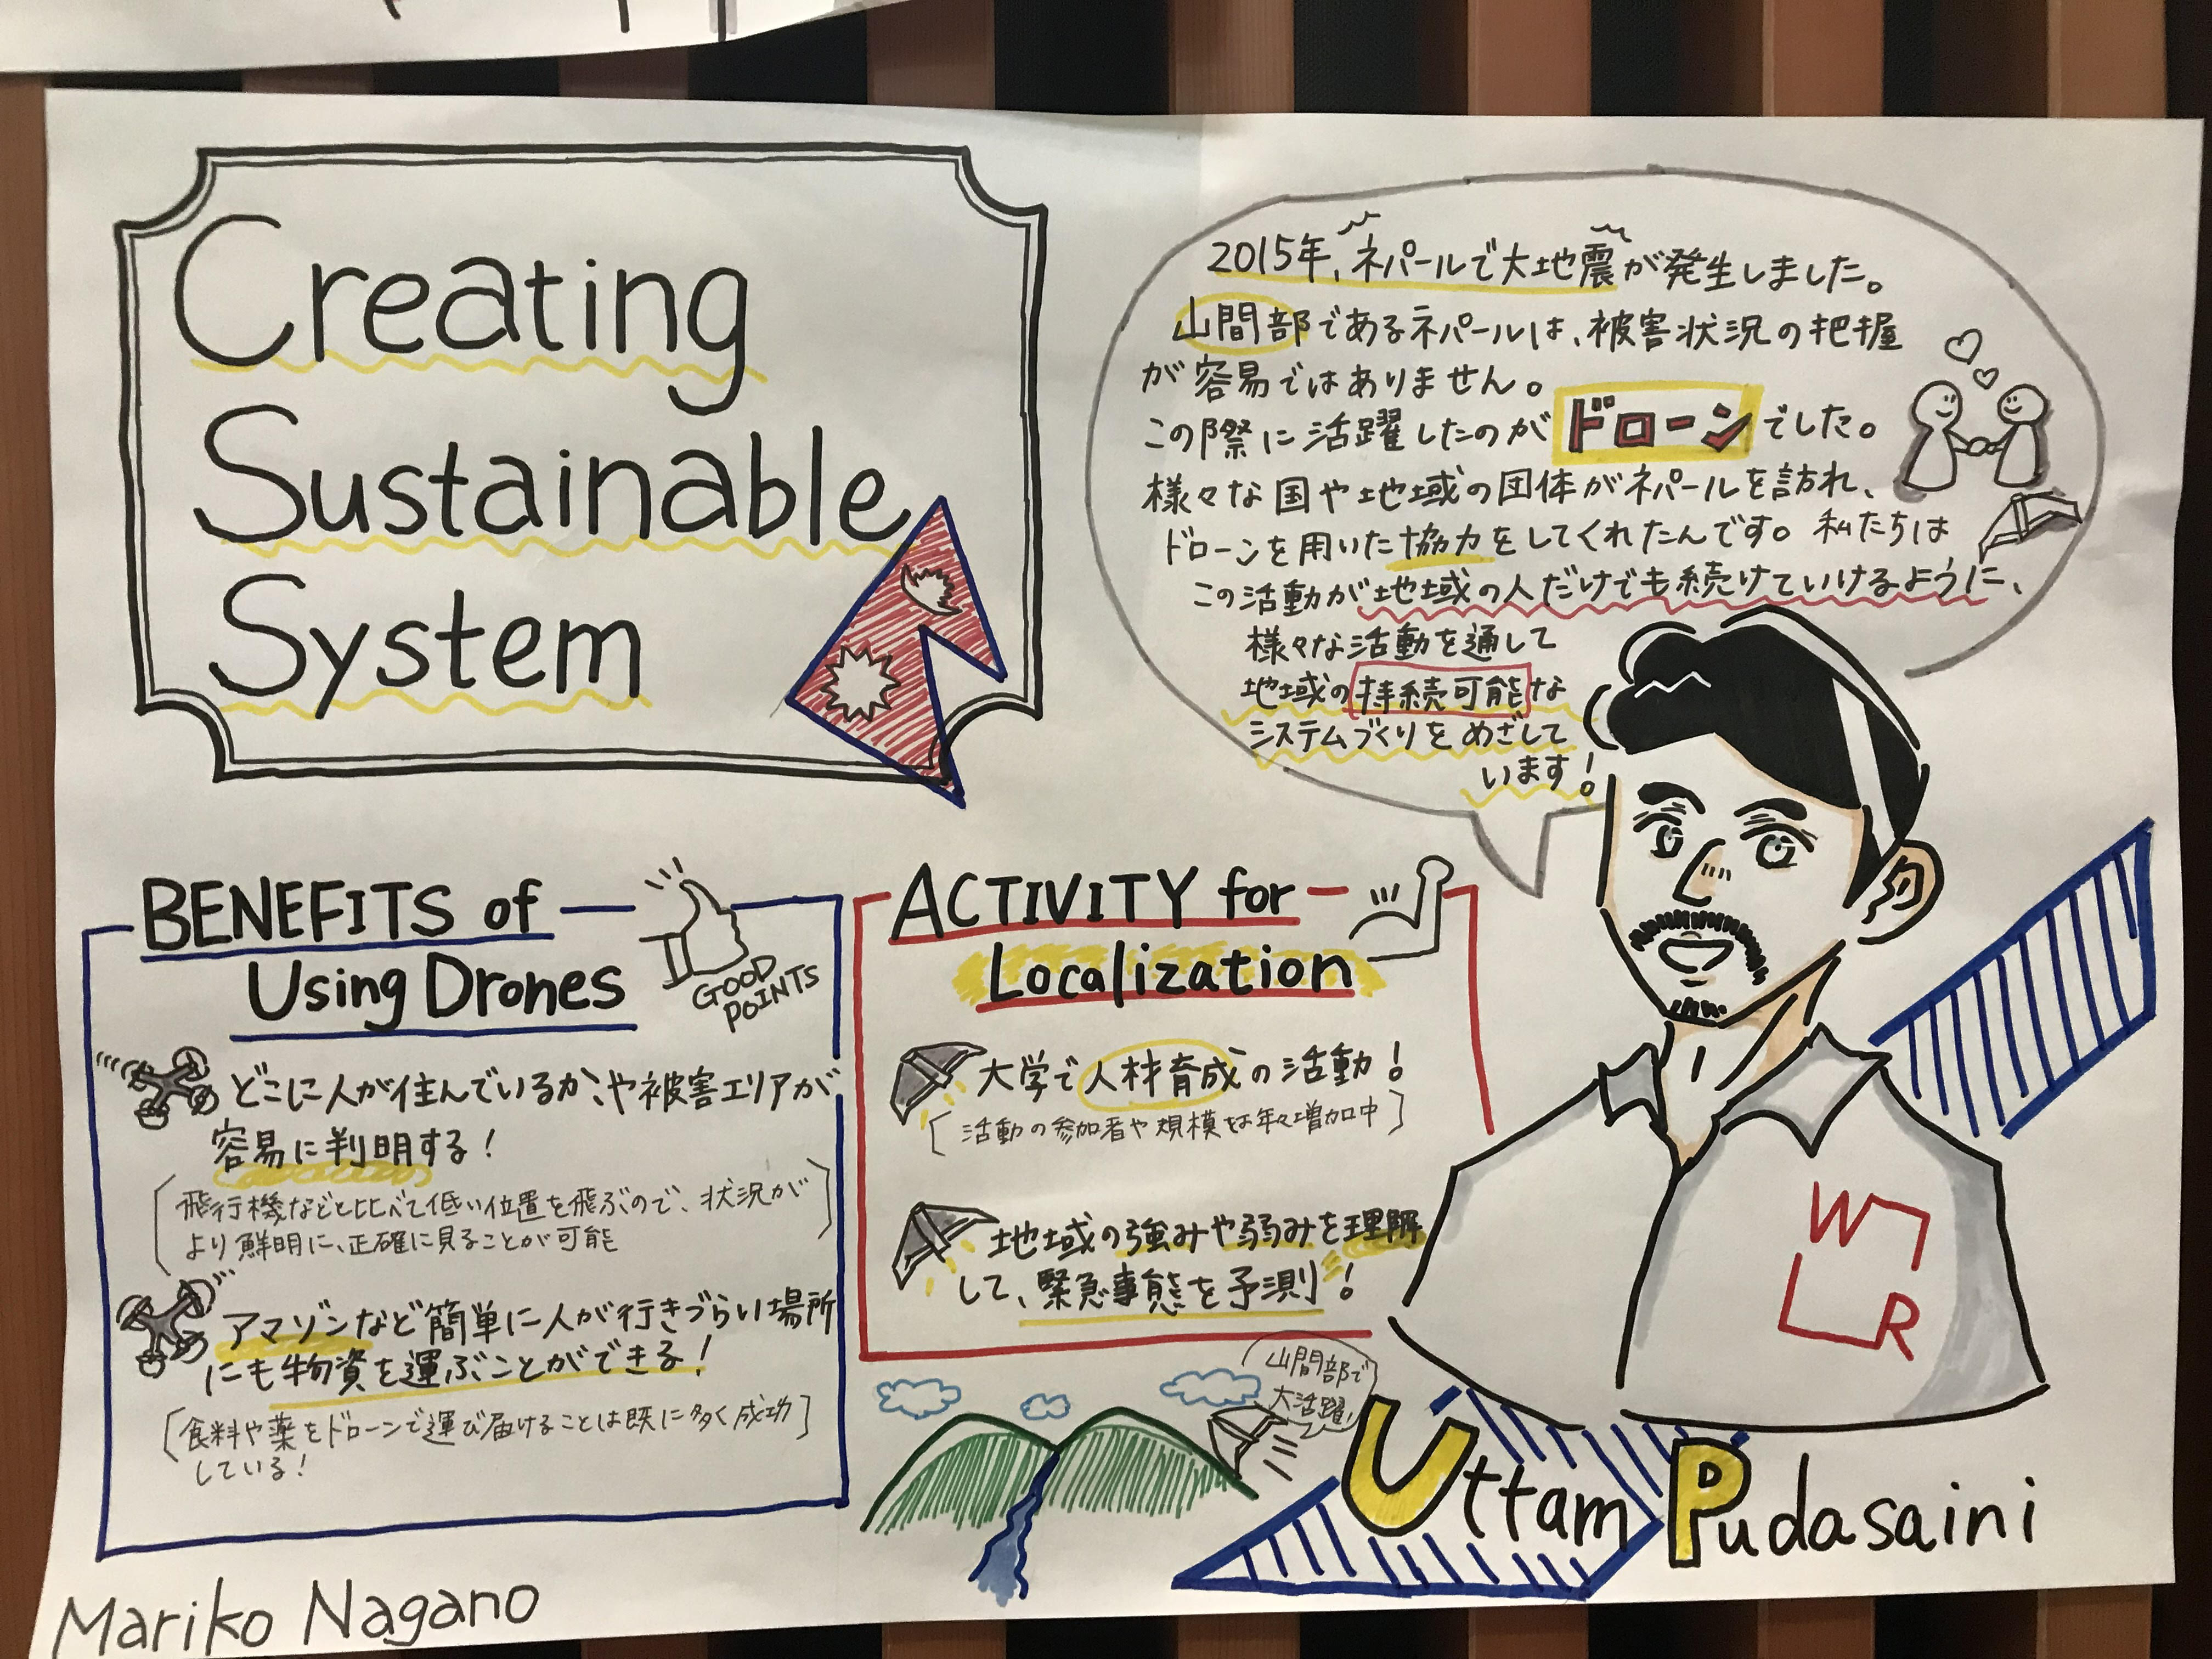 Creating
Sustainable
System
2015年、ネパールで大地震が発生しました。
山間部であるネパールは、被害状況の把握
が容易ではありません。
この際に活躍したのがドローンでした。
様々な国や地域の団体がネパールを訪れ、
ドローンを用いた協力をしてくれたんです。私たちは
この活動が地域の人だけでも続けていけるように、
様々な活動を通して
地域の持続可能な
システムづくりをめざして
います!
BENEFITS of
Using Drones
GOOD
POINTS
どこに人が住んでいるか、や被害エリアが
容易に判明する!
飛行機などと比べて低い位置を飛ぶので、状況が
より鮮明に、正確に見ることが可能
アマゾンなど簡単に人が行きづらい場所
にも物資を運ぶことができる!
[食料や薬をドローンで運び届けることは既に多く成功]
している!
ACTIVITY for
Localization
大学で人材育成の活動!
[活動の参加者や規模は年々増加中]
地域の強みや弱みを理解
して、緊急事態を予測!
山間部で
大活躍!
W
R
Uttam Pudasaini
Mariko Nagano